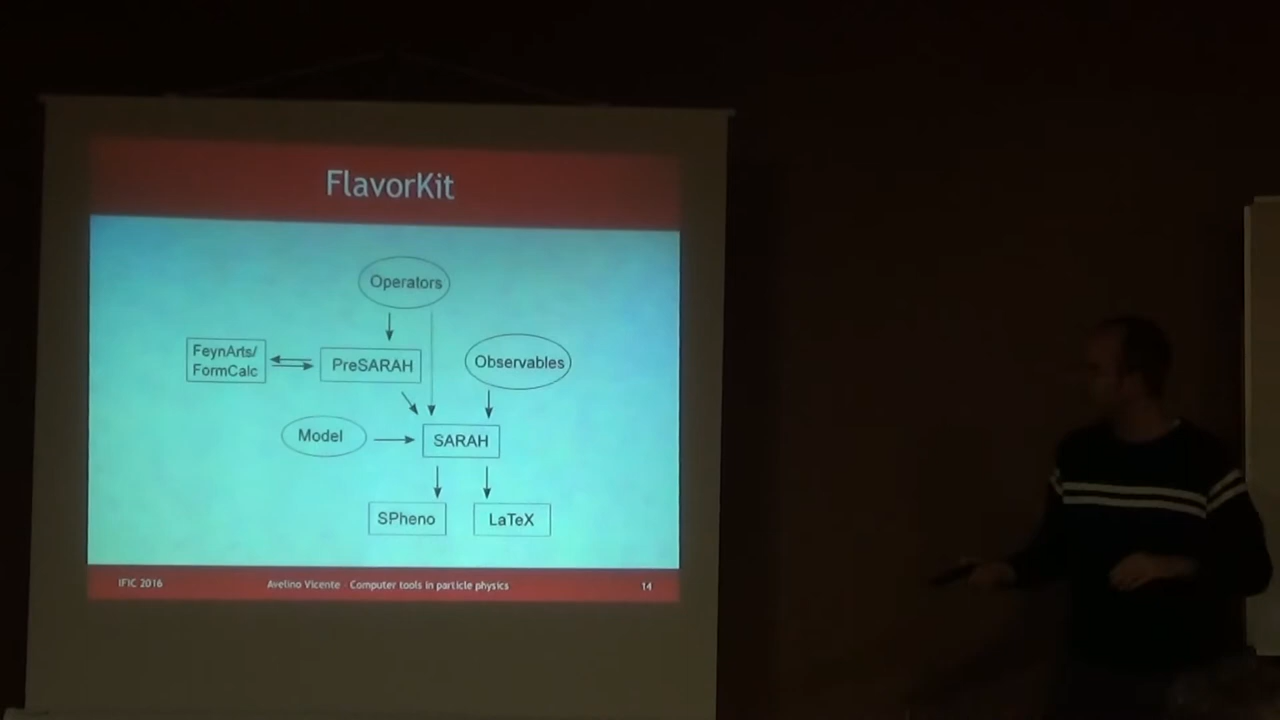 FlavorKit
Operators
FeynArts/
FormCalc
PreSARAH
Observables
Model
SARAH
SPheno
LaTeX
IFIC 2016
Avelino Vicente - Computer tools in particle physics
14